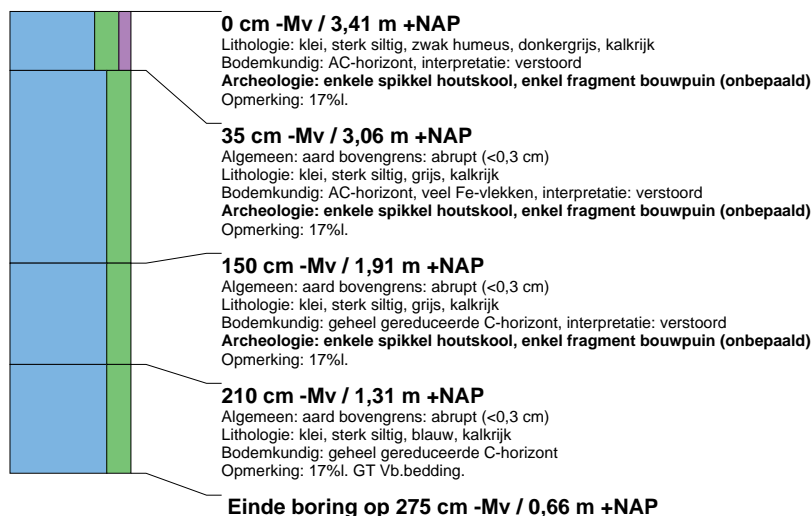 0 cm -Mv / 3,41 m +NAP
Lithologie: klei, sterk siltig, zwak humeus, donkergrijs, kalkrijk
Bodemkundig: AC-horizont, interpretatie: verstoord
Archeologie: enkele spikkel houtskool, enkel fragment bouwpuin (onbepaald)
Opmerking: 17%l.
35 cm -Mv / 3,06 m +NAP
Algemeen: aard bovengrens: abrupt (<0,3 cm)
Lithologie: klei, sterk siltig, grijs, kalkrijk
Bodemkundig: AC-horizont, veel Fe-vlekken, interpretatie: verstoord
Archeologie: enkele spikkel houtskool, enkel fragment bouwpuin (onbepaald)
Opmerking: 17%l.
150 cm -Mv / 1,91 m +NAP
Algemeen: aard bovengrens: abrupt (<0,3 cm)
Lithologie: klei, sterk siltig, grijs, kalkrijk
Bodemkundig: geheel gereduceerde C-horizont, interpretatie: verstoord
Archeologie: enkele spikkel houtskool, enkel fragment bouwpuin (onbepaald)
Opmerking: 17%l.
210 cm -Mv / 1,31 m +NAP
Algemeen: aard bovengrens: abrupt (<0,3 cm)
Lithologie: klei, sterk siltig, blauw, kalkrijk
Bodemkundig: geheel gereduceerde C-horizont
Opmerking: 17%l. GT Vb.bedding.
Einde boring op 275 cm -Mv / 0,66 m +NAP